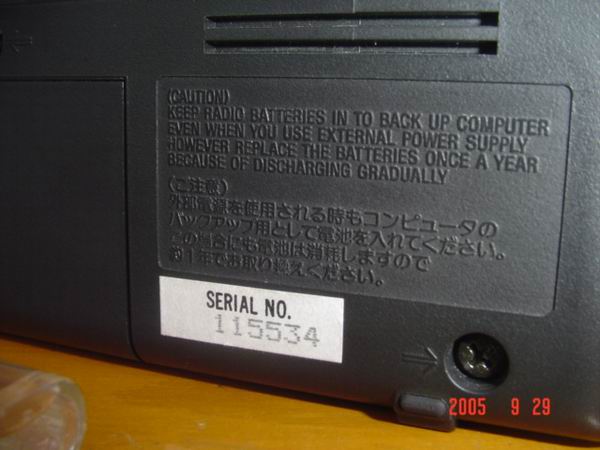 (CAUTION)
KEEP RADIO BATTERIES IN TO BACK UP COMPUTER
EVEN WHEN YOU USE EXTERNAL POWER SUPPLY
HOWEVER REPLACE THE BATTERIES ONCE A YEAR
BECAUSE OF DISCHARGING GRADUALLY
(ご注意)
外部電源を使用される時もコンピュータの
バックアップ用として電池を入れてください。
この場合にも電池は消耗しますので
約1年でお取り換えください。
SERIAL NO.
115534
2005 9 29